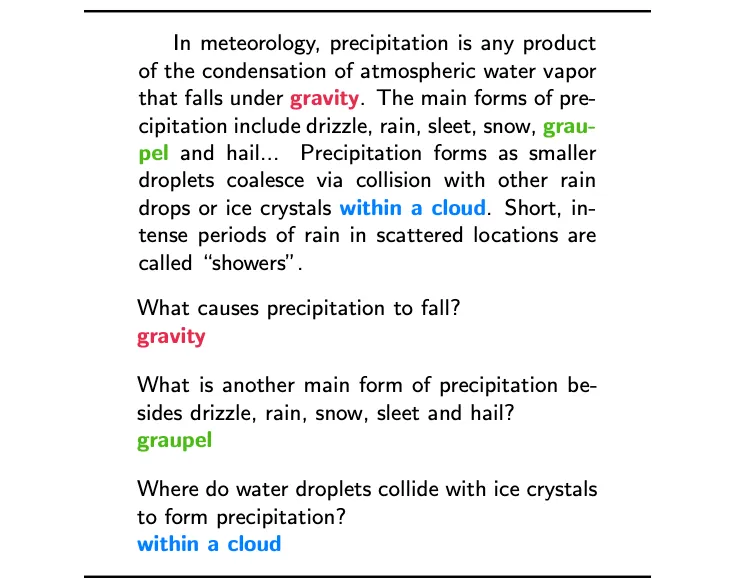 In meteorology, precipitation is any product
of the condensation of atmospheric water vapor
that falls under gravity. The main forms of pre-
cipitation include drizzle, rain, sleet, snow, grau-
pel and hail... Precipitation forms as smaller
droplets coalesce via collision with other rain
drops or ice crystals within a cloud. Short, in-
tense periods of rain in scattered locations are
called “showers”.
What causes precipitation to fall?
gravity
What is another main form of precipitation be-
sides drizzle, rain, snow, sleet and hail?
graupel
Where do water droplets collide with ice crystals
to form precipitation?
within a cloud